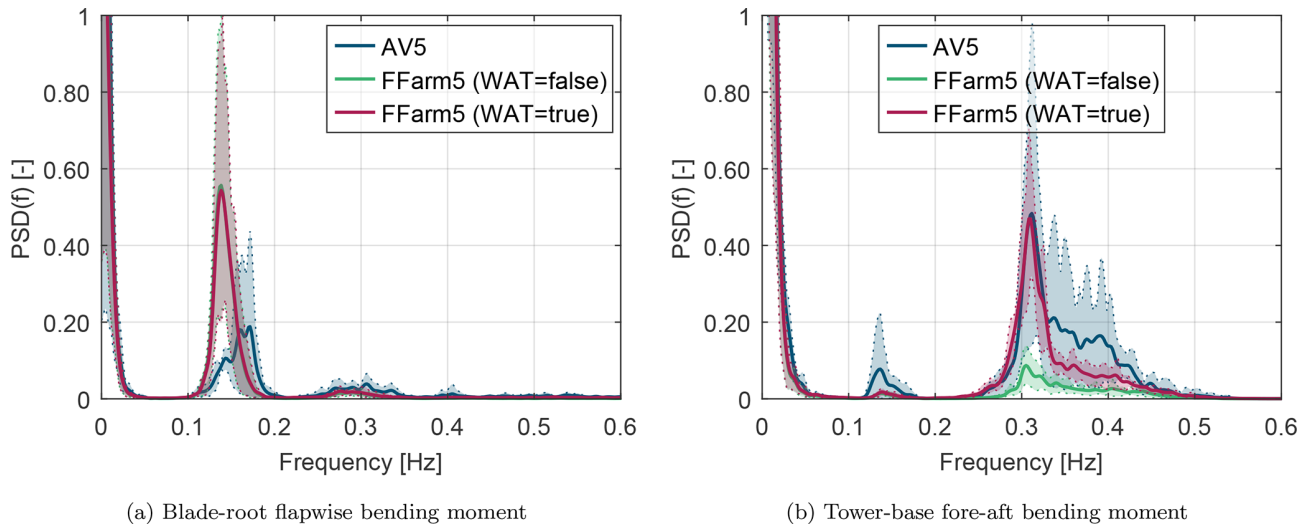 1
0.80
0.60
0.40
0.20
0
PSD(f) [-]
0 0.1 0.2 0.3 0.4 0.5 0.6
Frequency [Hz]
AV5
FFarm5 (WAT=false)
FFarm5 (WAT=true)
(a) Blade-root flapwise bending moment
1
0.80
0.60
0.40
0.20
0
PSD(f) [-]
0 0.1 0.2 0.3 0.4 0.5 0.6
Frequency [Hz]
AV5
FFarm5 (WAT=false)
FFarm5 (WAT=true)
(b) Tower-base fore-aft bending moment